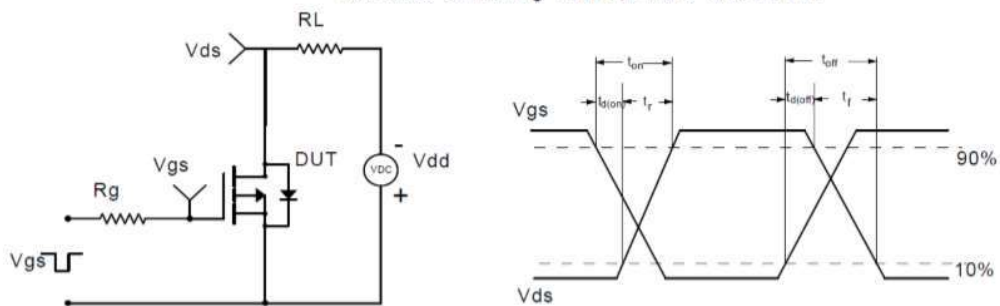 RL
Vds
Vgs
DUT
VDC
-
Vdd
+
Rg
Vgs
ton
toff
td(on)
tr
td(off)
tf
Vgs
90%
10%
Vds